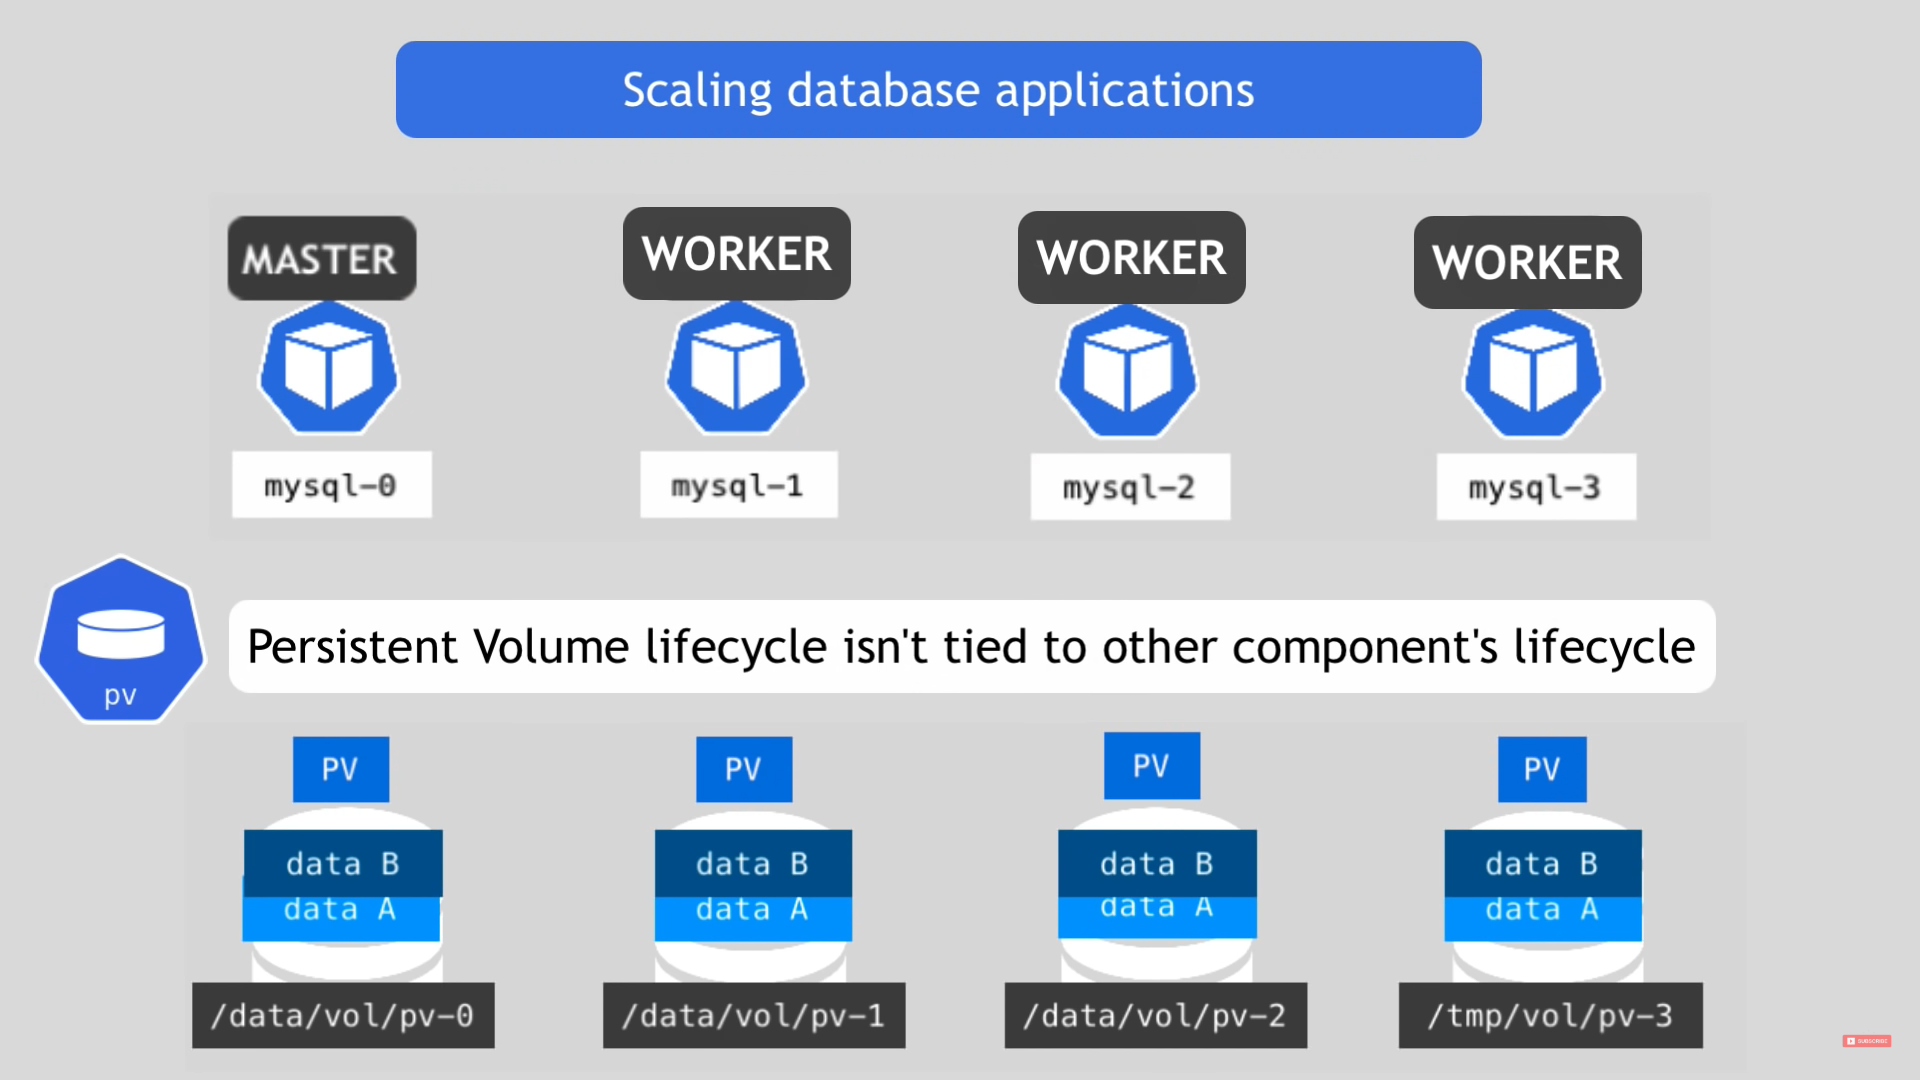 Scaling database applications
MASTER
WORKER
WORKER
WORKER
mysql-0
mysql-1
mysql-2
mysql-3
pv
Persistent Volume lifecycle isn't tied to other component's lifecycle
PV
PV
PV
PV
data B
data B
data B
data B
data A
data A
data A
data A
/data/vol/pv-0
/data/vol/pv-1
/data/vol/pv-2
/tmp/vol/pv-3
SUBSCRIBE